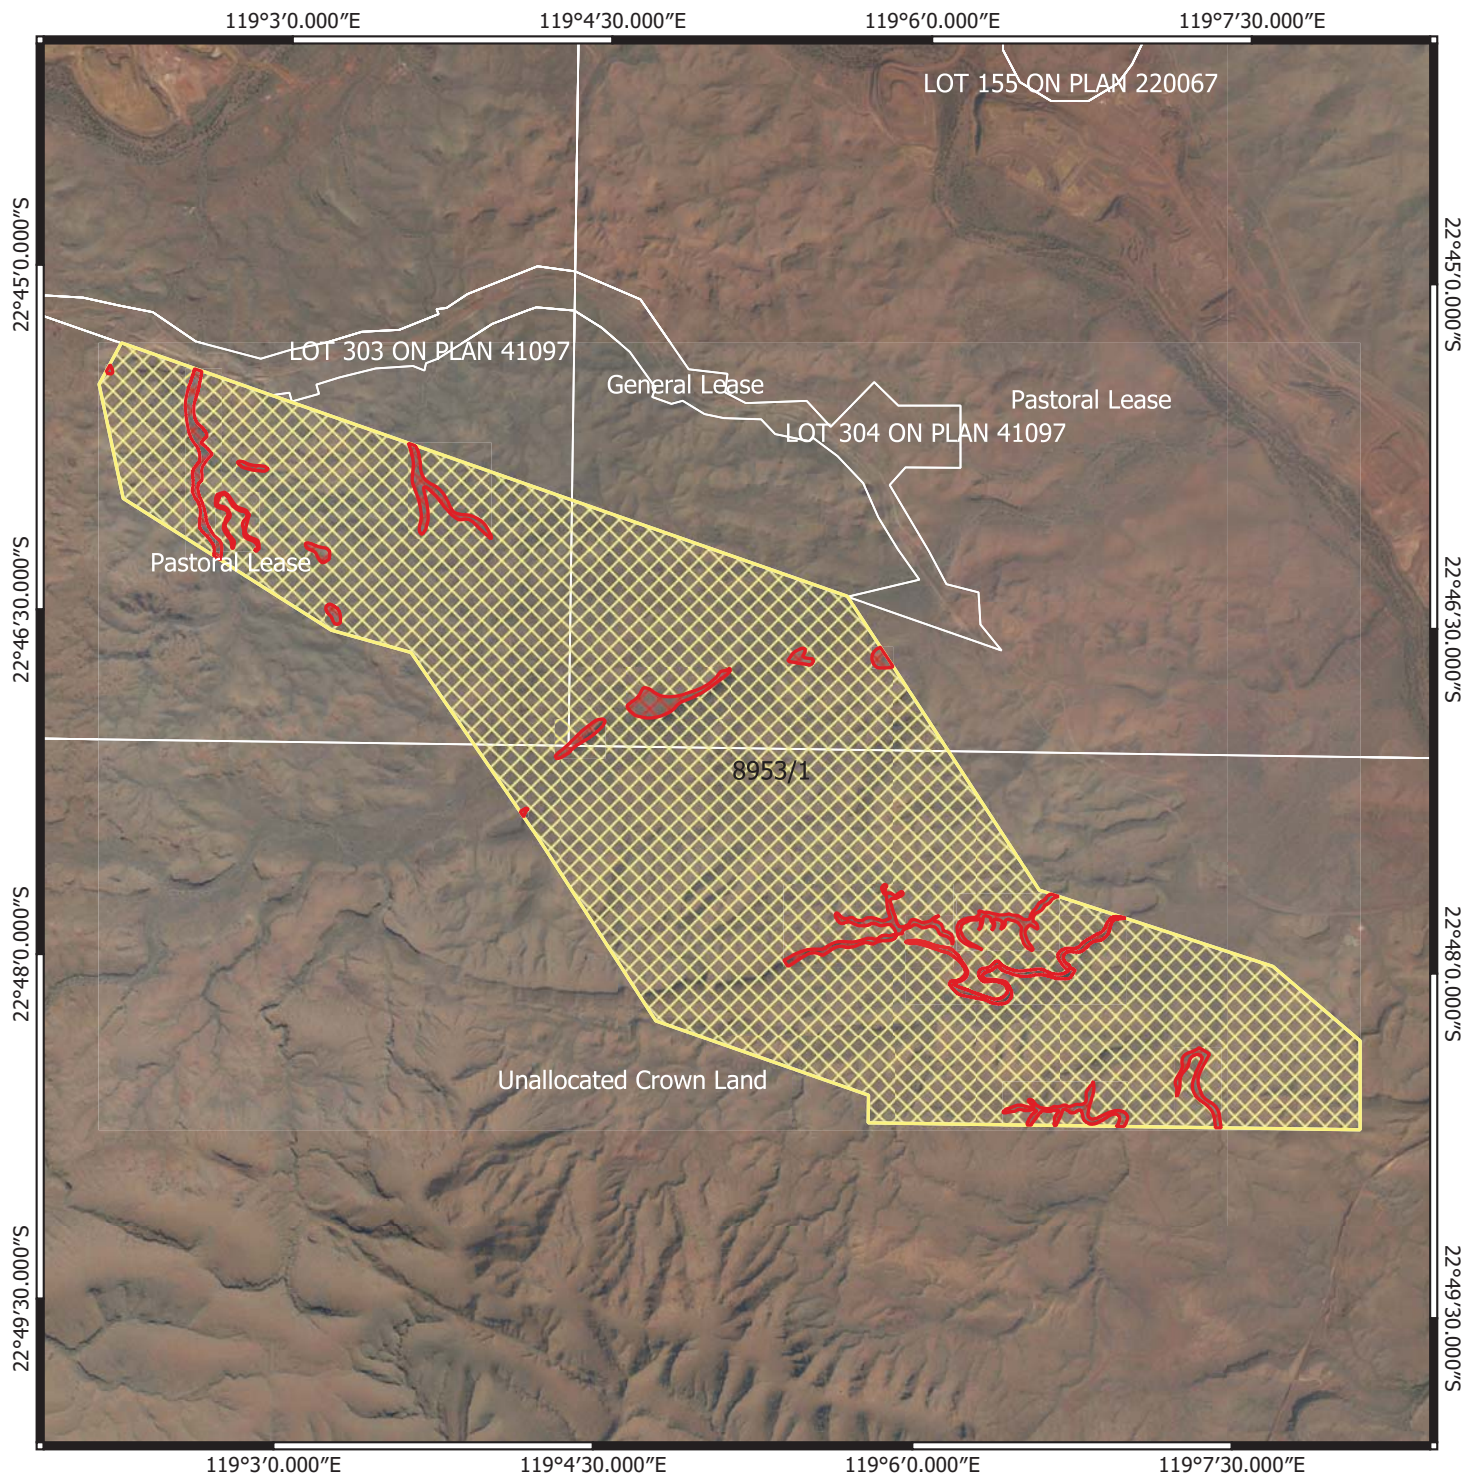 119°3′0.000″E 119°4′30.000″E 119°6′0.000″E 119°7′30.000″E
LOT 155 ON PLAN 220067
22°45′0.000″S
22°45′0.000″S
LOT 303 ON PLAN 41097
General Lease
Pastoral Lease
LOT 304 ON PLAN 41097
Pastoral Lease
22°46′30.000″S
22°46′30.000″S
8953/1
22°48′0.000″S
22°48′0.000″S
Unallocated Crown Land
22°49′30.000″S
22°49′30.000″S
119°3′0.000″E 119°4′30.000″E 119°6′0.000″E 119°7′30.000″E